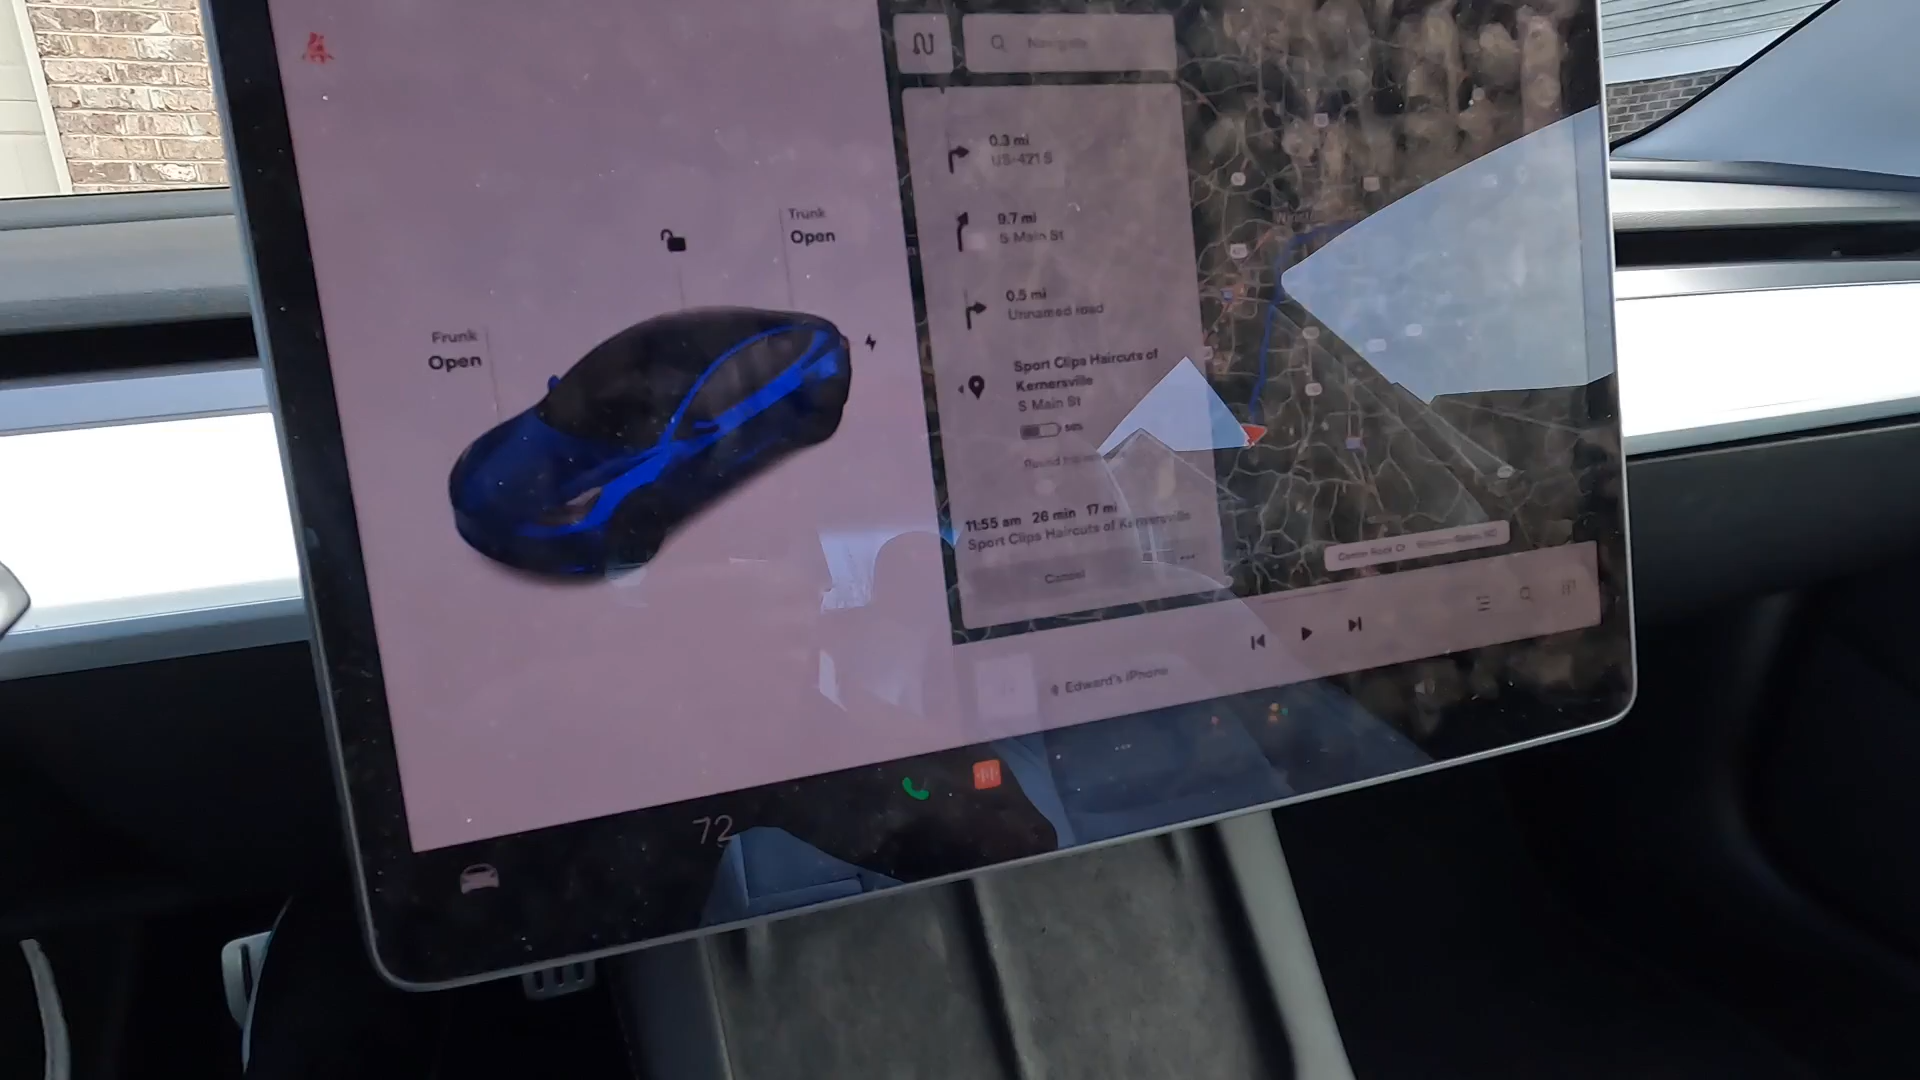 Navigate
0.3 mi
US-421 S
9.7 mi
S Main St
0.5 mi
Unnamed road
Sport Clips Haircuts of
Kernersville
S Main St
11:55 am 26 min 17 mi
Sport Clips Haircuts of Kernersville
Cancel
Trunk
Open
Frunk
Open
Edward's iPhone
72